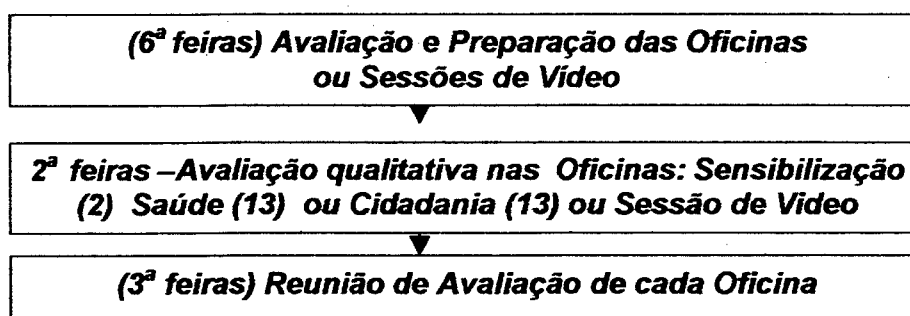 (6ª feiras) Avaliação e Preparação das Oficinas
ou Sessões de Vídeo
2ª feiras –Avaliação qualitativa nas Oficinas: Sensibilização
(2) Saúde (13) ou Cidadania (13) ou Sessão de Video
(3ª feiras) Reunião de Avaliação de cada Oficina